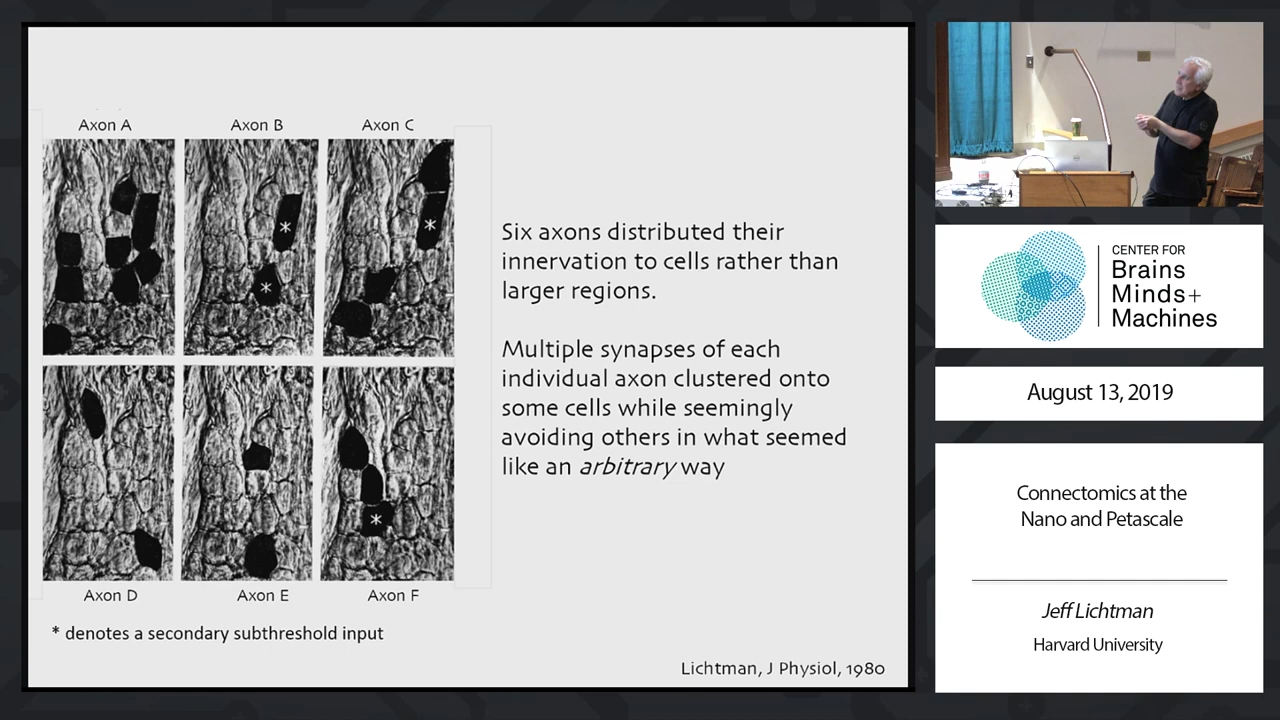 Axon A
Axon B
Axon C
*
*
*
*
Axon D
Axon E
Axon F
* denotes a secondary subthreshold input
Six axons distributed their
innervation to cells rather than
larger regions.
Multiple synapses of each
individual axon clustered onto
some cells while seemingly
avoiding others in what seemed
like an arbitrary way
Lichtman, J Physiol, 1980
CENTER FOR
Brains
Minds+
Machines
August 13, 2019
Connectomics at the
Nano and Petascale
Jeff Lichtman
Harvard University